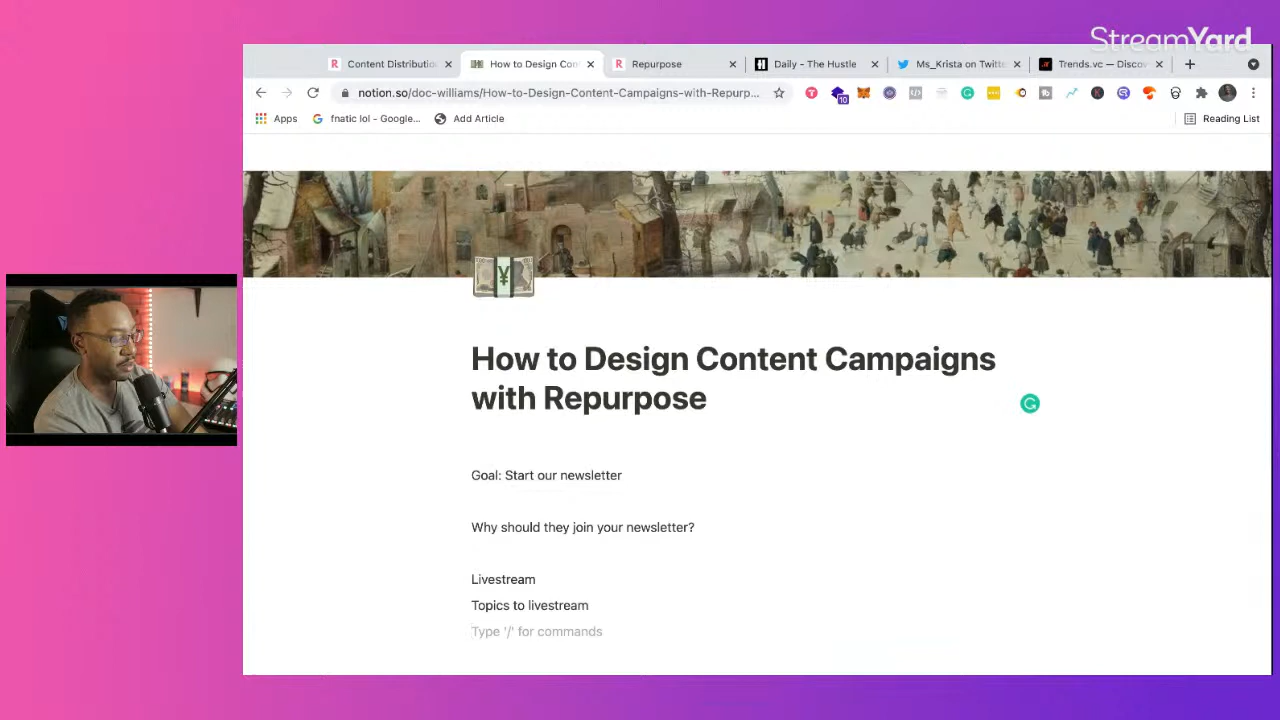 StreamYard
Content Distributio
How to Design Con
Repurpose
Daily - The Hustle
Ms_Krista on Twitte
Trends.vc — Discov
notion.so/doc-williams/How-to-Design-Content-Campaigns-with-Repurp...
10
Apps
fnatic lol - Google...
Add Article
Reading List
How to Design Content Campaigns
with Repurpose
Goal: Start our newsletter
Why should they join your newsletter?
Livestream
Topics to livestream
Type '/' for commands